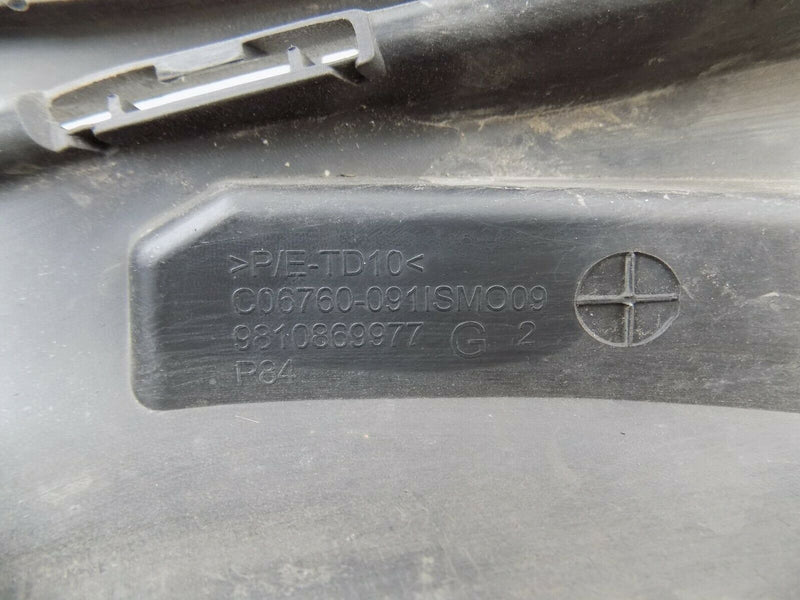 >P/E-TD10<
C06760-091ISMO09
9810869977 G 2
P84